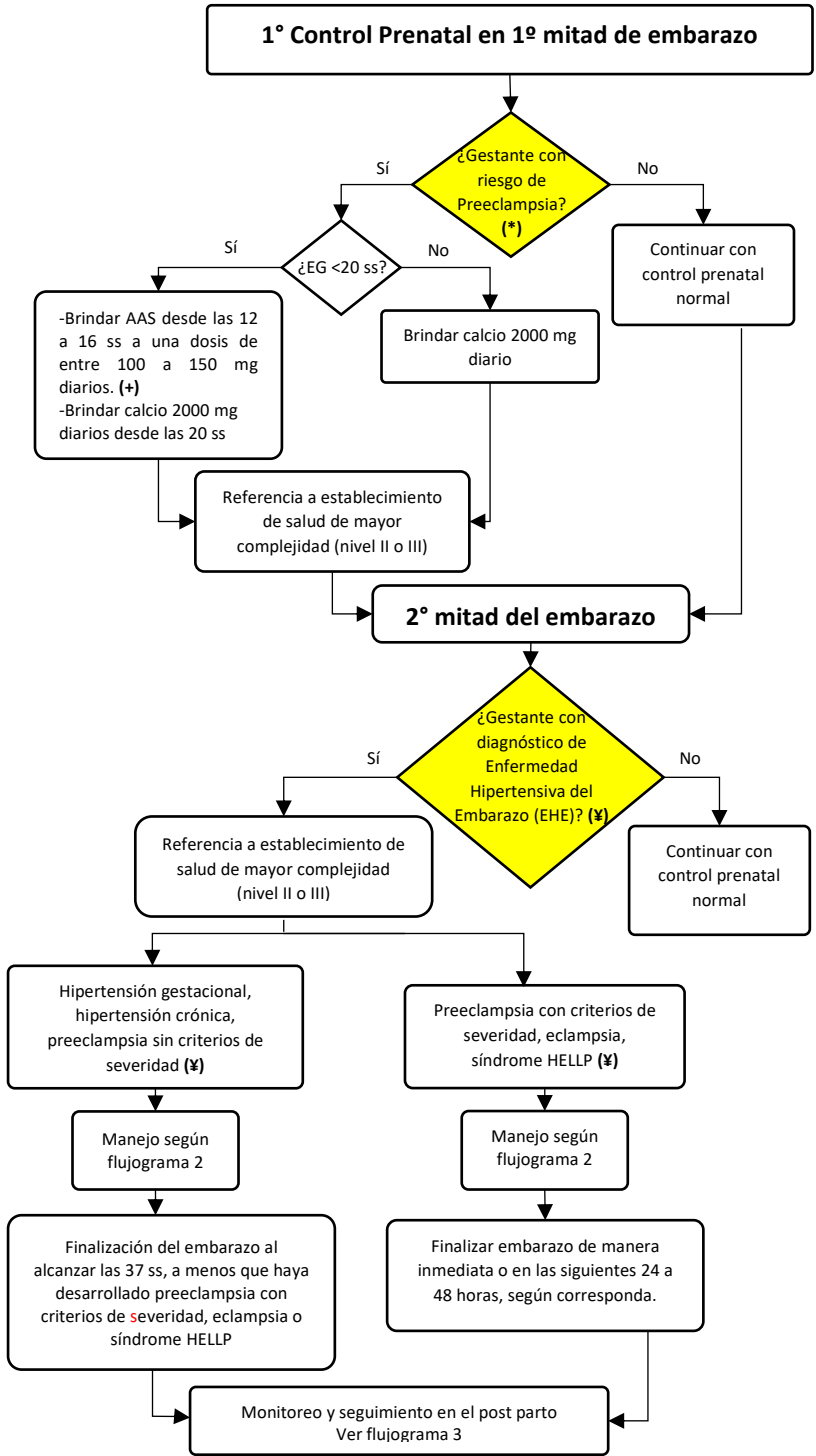 1° Control Prenatal en 1º mitad de embarazo
¿Gestante con
riesgo de
Preeclampsia?
(*)
Sí
No
¿EG <20 ss?
Sí
No
Continuar con
control prenatal
normal
-Brindar AAS desde las 12
a 16 ss a una dosis de
entre 100 a 150 mg
diarios. (+)
-Brindar calcio 2000 mg
diarios desde las 20 ss
Brindar calcio 2000 mg
diario
Referencia a establecimiento
de salud de mayor
complejidad (nivel II o III)
2° mitad del embarazo
¿Gestante con
diagnóstico de
Enfermedad
Hipertensiva del
Embarazo (EHE)? (¥)
Sí
No
Referencia a establecimiento de
salud de mayor complejidad
(nivel II o III)
Continuar con
control prenatal
normal
Hipertensión gestacional,
hipertensión crónica,
preeclampsia sin criterios de
severidad (¥)
Preeclampsia con criterios de
severidad, eclampsia,
síndrome HELLP (¥)
Manejo según
flujograma 2
Manejo según
flujograma 2
Finalización del embarazo al
alcanzar las 37 ss, a menos que haya
desarrollado preeclampsia con
criterios de severidad, eclampsia o
síndrome HELLP
Finalizar embarazo de manera
inmediata o en las siguientes 24 a
48 horas, según corresponda.
Monitoreo y seguimiento en el post parto
Ver flujograma 3